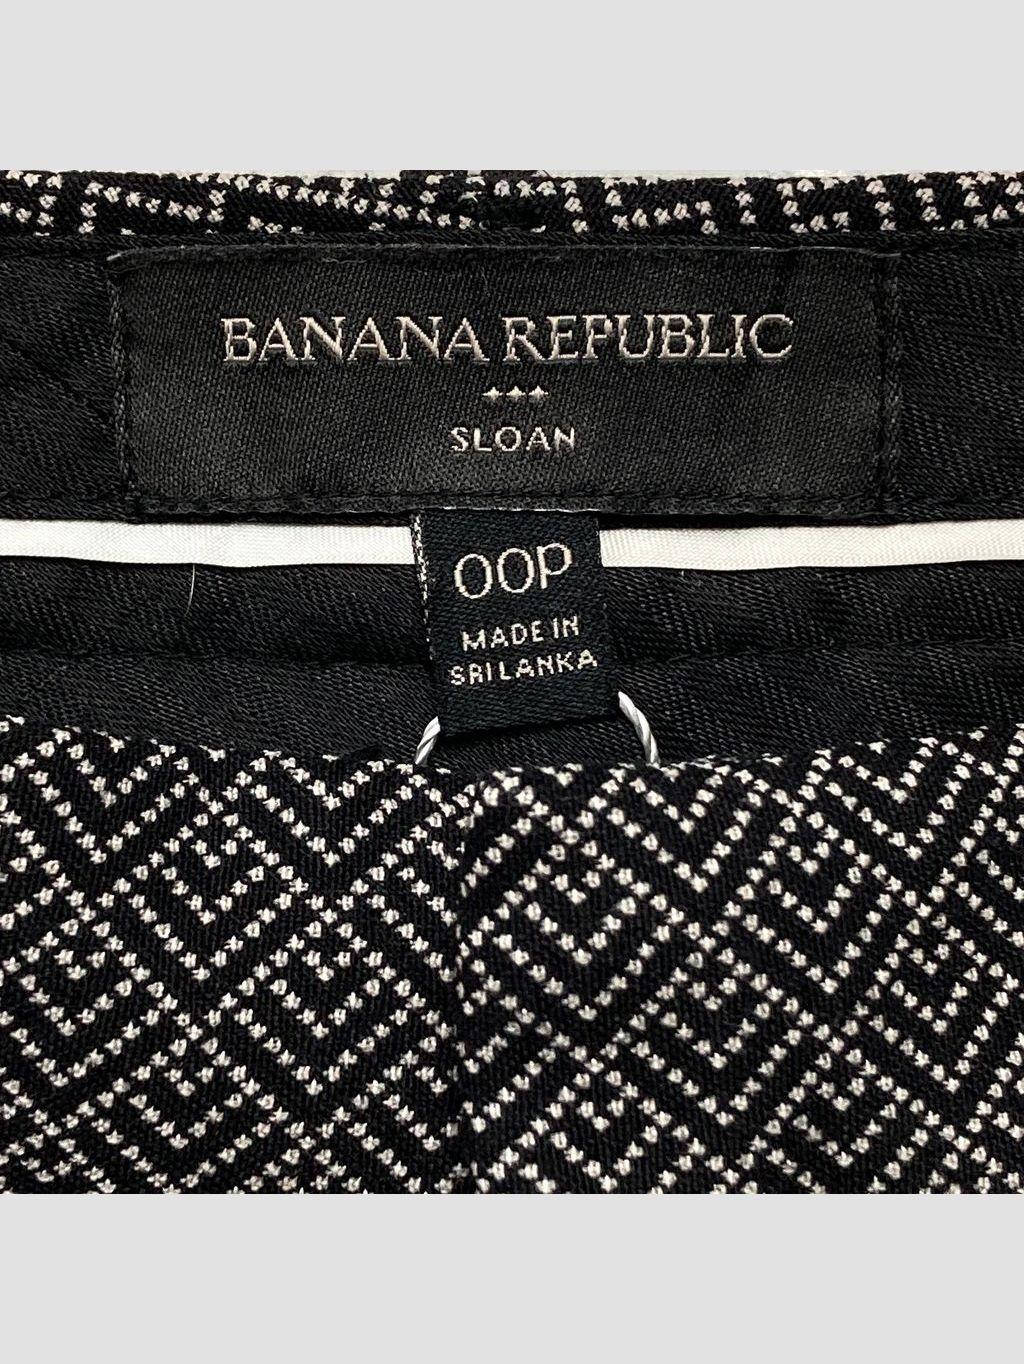 BANANA REPUBLIC
SLOAN
00P
MADE IN
SRI LANKA